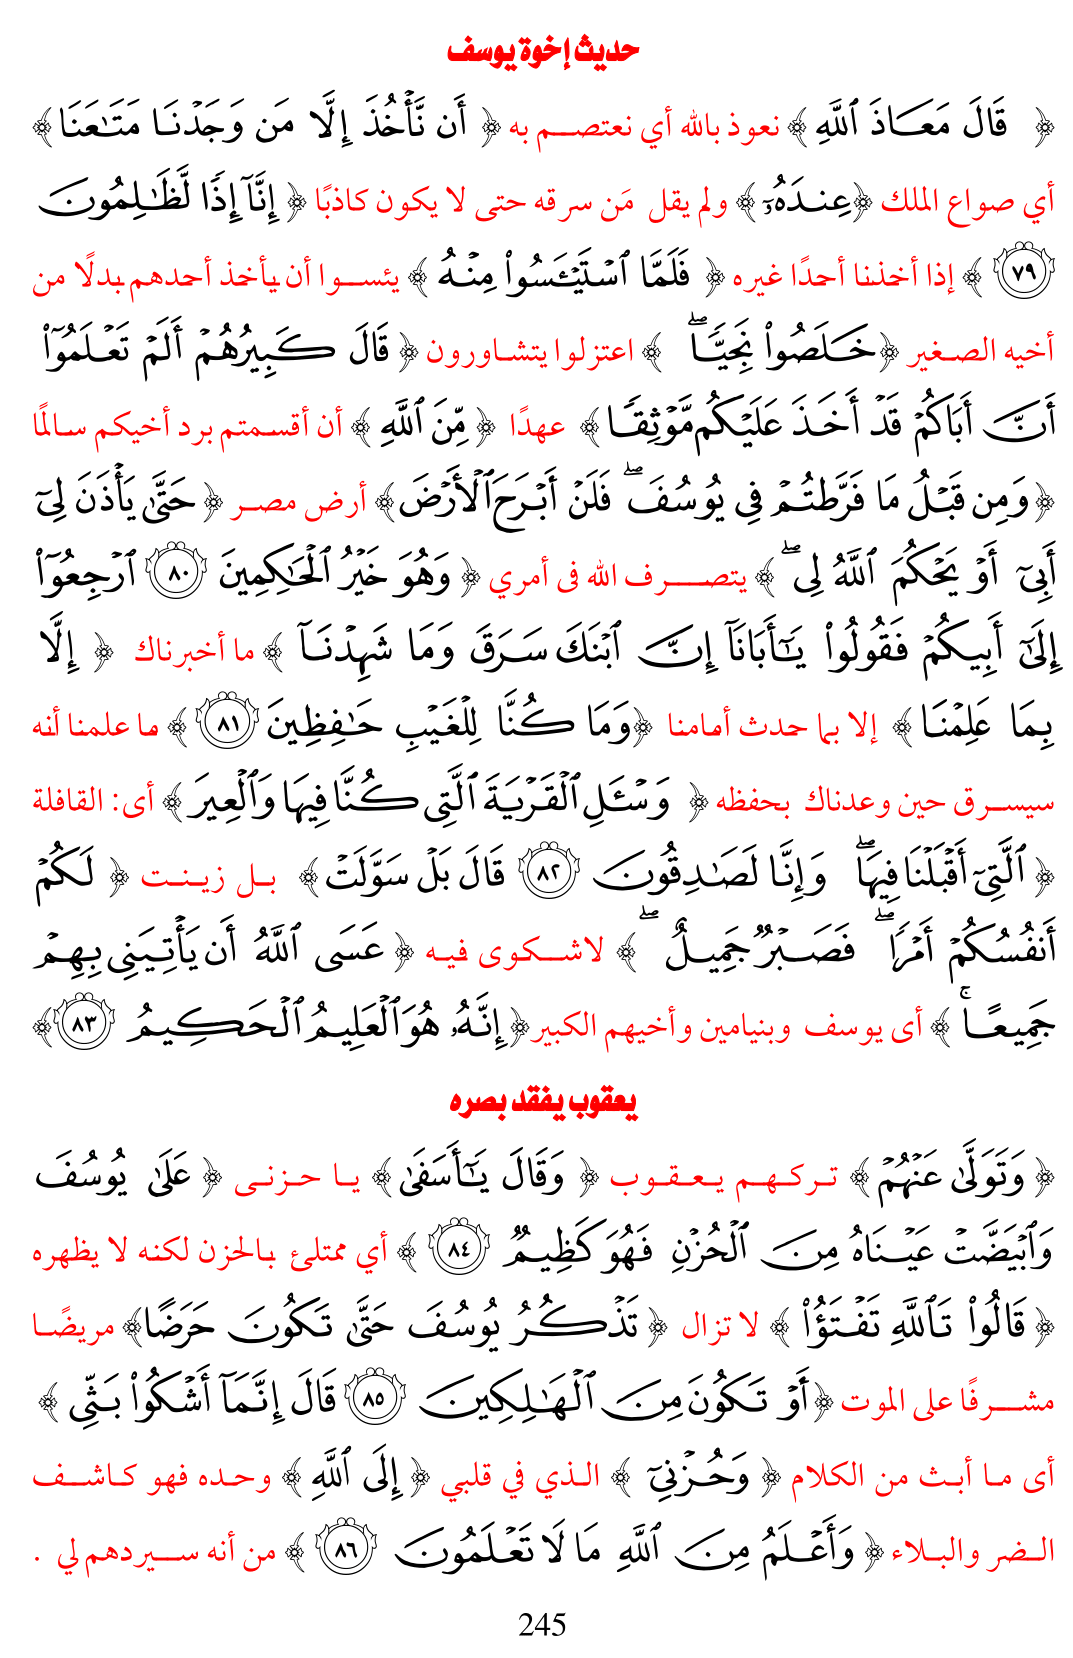 حديث إخوة يوسف
﴿ قَالَ مَعَاذَ ٱللَّهِ ﴾ نعوذ بالله أي نعتصم به ﴿ أَن نَّأۡخُذَ إِلَّا مَن وَجَدۡنَا مَتَٰعَنَا ﴾
أي صواع الملك ﴿عِندَهُۥٓ ﴾ ولم يقل مَن سرقه حتى لا يكون كاذبًا ﴿ إِنَّآ إِذٗا لَّظَٰلِمُونَ
٧٩ ﴾ إذا أخذنا أحدًا غيره ﴿ فَلَمَّا ٱسۡتَيۡـَٔسُواْ مِنۡهُ ﴾ يئسوا أن يأخذ أحدهم بدلًا من
أخيه الصغير ﴿خَلَصُواْ نَجِيّٗاۖ ﴾ اعتزلوا يتشاورون ﴿ قَالَ كَبِيرُهُمۡ أَلَمۡ تَعۡلَمُوٓاْ
أَنَّ أَبَاكُمۡ قَدۡ أَخَذَ عَلَيۡكُم مَّوۡثِقٗا ﴾ عهدًا ﴿ مِّنَ ٱللَّهِ ﴾ أن أقسمتم برد أخيكم سالمًا
﴿وَمِن قَبۡلُ مَا فَرَّطتُمۡ فِي يُوسُفَۖ فَلَنۡ أَبۡرَحَ ٱلۡأَرۡضَ﴾ أرض مصر ﴿ حَتَّىٰ يَأۡذَنَ لِيٓ
أَبِيٓ أَوۡ يَحۡكُمَ ٱللَّهُ لِيۖ ﴾ يتصرف الله فى أمري ﴿ وَهُوَ خَيۡرُ ٱلۡحَٰكِمِينَ ٨٠ ٱرۡجِعُوٓاْ
إِلَىٰٓ أَبِيكُمۡ فَقُولُواْ يَٰٓأَبَانَآ إِنَّ ٱبۡنَكَ سَرَقَ وَمَا شَهِدۡنَآ ﴾ ما أخبرناك ﴿ إِلَّا
بِمَا عَلِمۡنَا ﴾ إلا بما حدث أمامنا ﴿وَمَا كُنَّا لِلۡغَيۡبِ حَٰفِظِينَ ٨١ ﴾ ما علمنا أنه
سيسرق حين وعدناك بحفظه ﴿ وَسۡـَٔلِ ٱلۡقَرۡيَةَ ٱلَّتِي كُنَّا فِيهَا وَٱلۡعِيرَ ﴾ أى: القافلة
﴿ ٱلَّتِيٓ أَقۡبَلۡنَا فِيهَاۖ وَإِنَّا لَصَٰدِقُونَ ٨٢ قَالَ بَلۡ سَوَّلَتۡ ﴾ بل زينت ﴿ لَكُمۡ
أَنفُسُكُمۡ أَمۡرٗاۖ فَصَبۡرٞ جَمِيلٌۖ ﴾ لاشكوى فيه ﴿ عَسَى ٱللَّهُ أَن يَأۡتِيَنِي بِهِمۡ
جَمِيعًاۚ ﴾ أى يوسف وبنيامين وأخيهم الكبير﴿ إِنَّهُۥ هُوَ ٱلۡعَلِيمُ ٱلۡحَكِيمُ ٨٣ ﴾
يعقوب يفقد بصره
﴿ وَتَوَلَّىٰ عَنۡهُمۡ ﴾ تركهم يعقوب ﴿ وَقَالَ يَٰٓأَسَفَىٰ ﴾ يا حزنى ﴿ عَلَىٰ يُوسُفَ
وَٱبۡيَضَّتۡ عَيۡنَاهُ مِنَ ٱلۡحُزۡنِ فَهُوَ كَظِيمٞ ٨٤ ﴾ أي ممتلئ بالحزن لكنه لا يظهره
﴿ قَالُواْ تَٱللَّهِ تَفۡتَؤُاْ ﴾ لا تزال ﴿ تَذۡكُرُ يُوسُفَ حَتَّىٰ تَكُونَ حَرَضًا﴾ مريضًا
مشرفًا على الموت ﴿أَوۡ تَكُونَ مِنَ ٱلۡهَٰلِكِينَ ٨٥ قَالَ إِنَّمَآ أَشۡكُواْ بَثِّي ﴾
أى ما أبث من الكلام ﴿ وَحُزۡنِيٓ ﴾ الذي في قلبي ﴿ إِلَى ٱللَّهِ ﴾ وحده فهو كاشف
الضر والبلاء ﴿ وَأَعۡلَمُ مِنَ ٱللَّهِ مَا لَا تَعۡلَمُونَ ٨٦ ﴾ من أنه سيردهم لي .
245